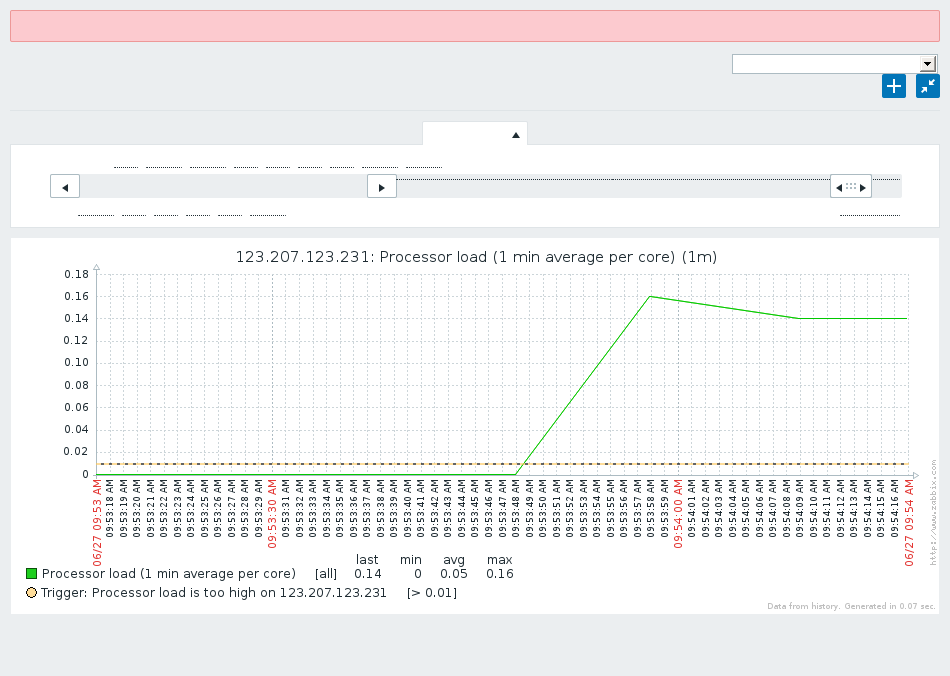 123.207.123.231: Processor load (1 min average per core) (1m)
0.18
0.16
0.14
0.12
0.10
0.08
0.06
0.04
0.02
0
06/27 09:53 AM
09:53:18 AM
09:53:19 AM
09:53:20 AM
09:53:21 AM
09:53:22 AM
09:53:23 AM
09:53:24 AM
09:53:25 AM
09:53:26 AM
09:53:27 AM
09:53:28 AM
09:53:29 AM
09:53:30 AM
09:53:31 AM
09:53:32 AM
09:53:33 AM
09:53:34 AM
09:53:35 AM
09:53:36 AM
09:53:37 AM
09:53:38 AM
09:53:39 AM
09:53:40 AM
09:53:41 AM
09:53:42 AM
09:53:43 AM
09:53:44 AM
09:53:45 AM
09:53:46 AM
09:53:47 AM
09:53:48 AM
09:53:49 AM
09:53:50 AM
09:53:51 AM
09:53:52 AM
09:53:53 AM
09:53:54 AM
09:53:55 AM
09:53:56 AM
09:53:57 AM
09:53:58 AM
09:53:59 AM
09:54:00 AM
09:54:01 AM
09:54:02 AM
09:54:03 AM
09:54:04 AM
09:54:05 AM
09:54:06 AM
09:54:07 AM
09:54:08 AM
09:54:09 AM
09:54:10 AM
09:54:11 AM
09:54:12 AM
09:54:13 AM
09:54:14 AM
09:54:15 AM
09:54:16 AM
06/27 09:54 AM
http://www.zabbix.com
last min avg max
Processor load (1 min average per core) [all] 0.14 0 0.05 0.16
Trigger: Processor load is too high on 123.207.123.231 [> 0.01]
Data from history. Generated in 0.07 sec.